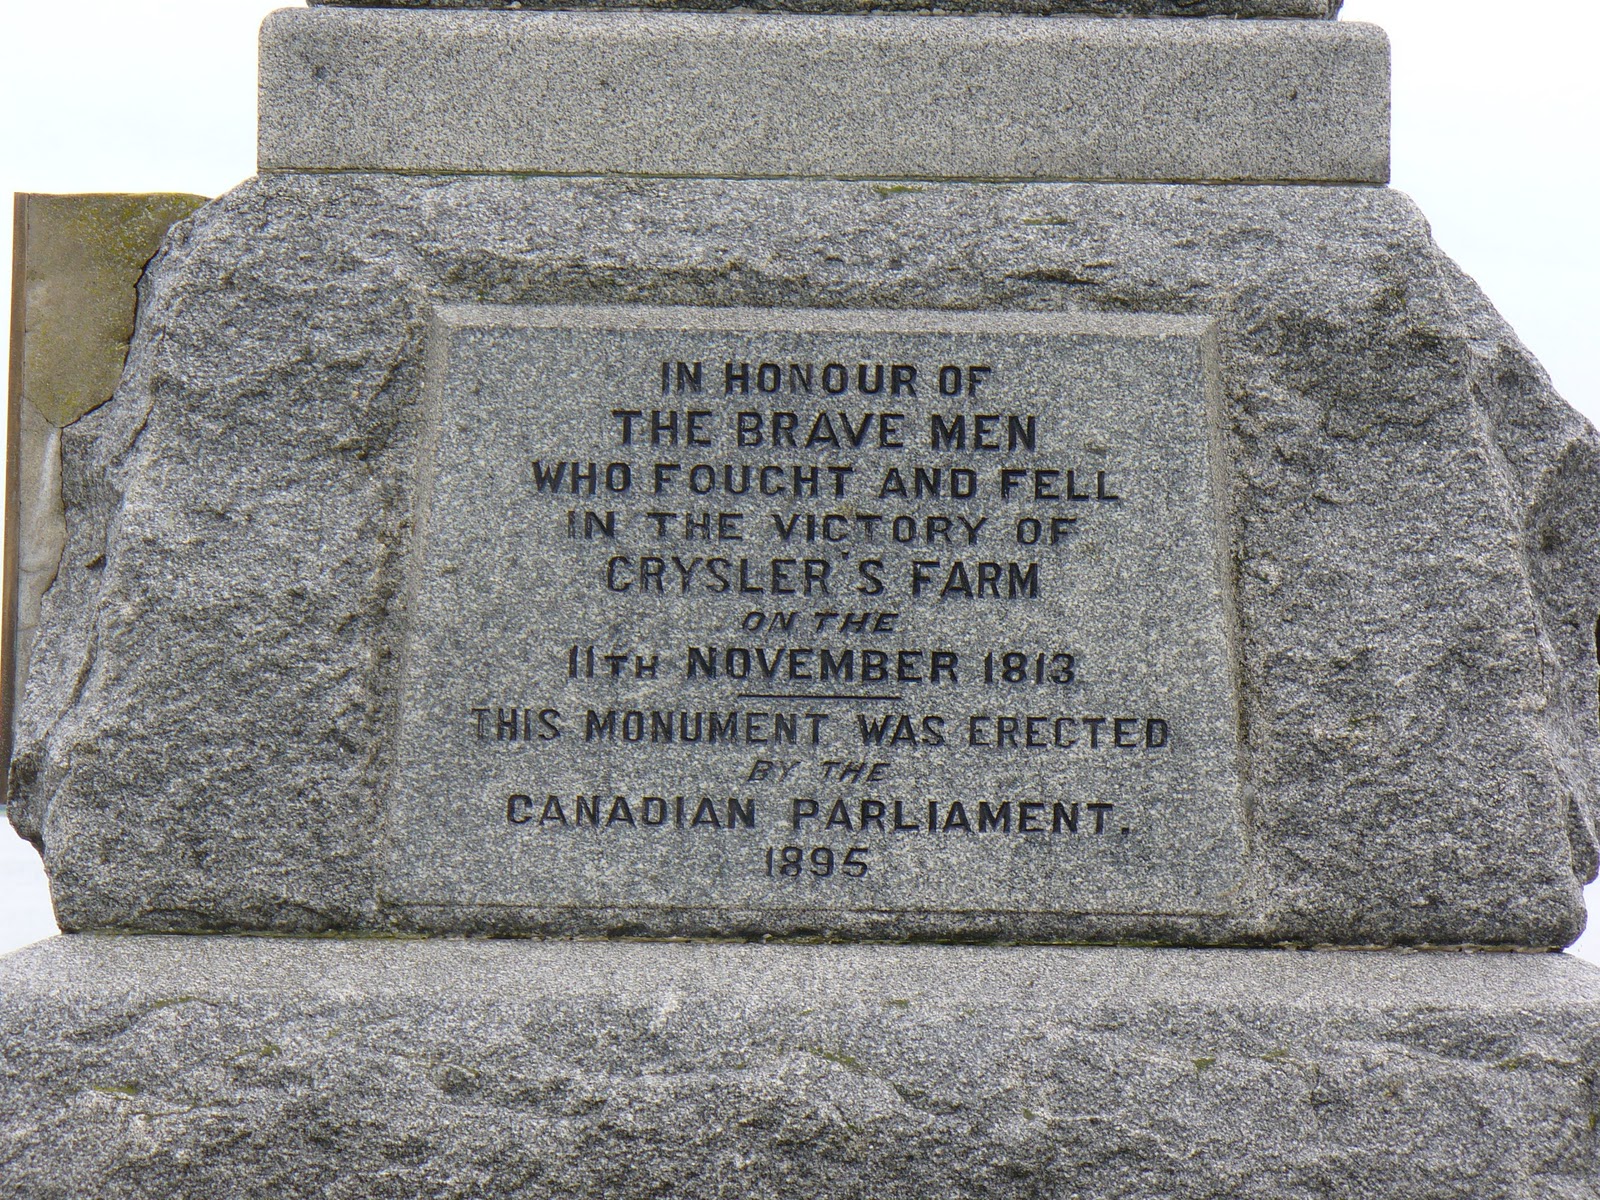 IN HONOUR OF
THE BRAVE MEN
WHO FOUGHT AND FELL
IN THE VICTORY OF
CRYSLER'S FARM
ON THE
11TH NOVEMBER 1813
THIS MONUMENT WAS ERECTED
BY THE
CANADIAN PARLIAMENT.
1895